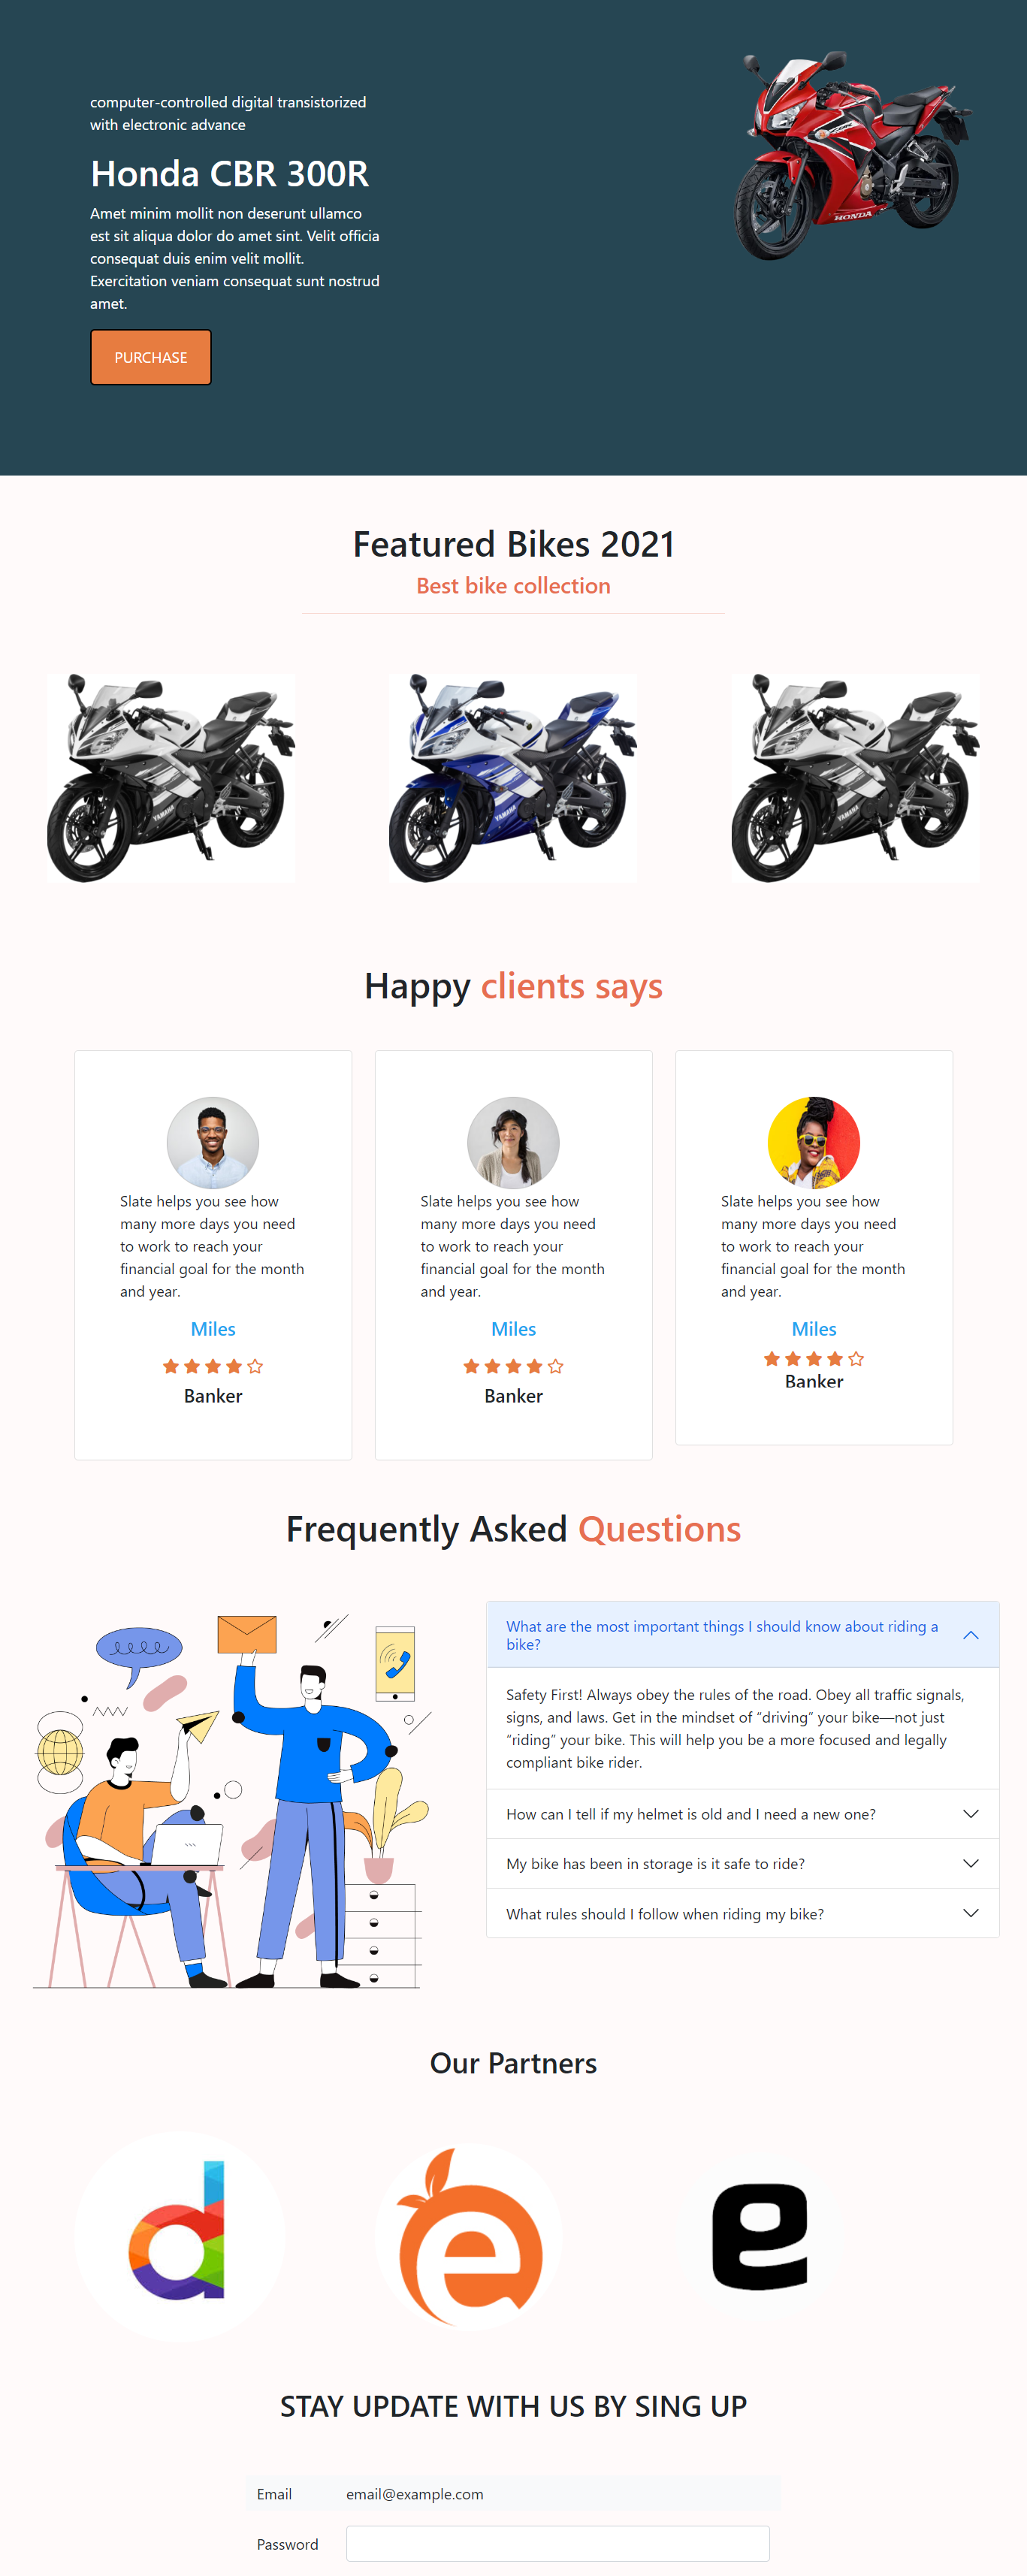 computer-controlled digital transistorized
with electronic advance
Honda CBR 300R
Amet minim mollit non deserunt ullamco
est sit aliqua dolor do amet sint. Velit officia
consequat duis enim velit mollit.
Exercitation veniam consequat sunt nostrud
amet.
PURCHASE
HONDA
Featured Bikes 2021
Best bike collection
YAMAHA
YAMAHA
YAMAHA
Happy clients says
Slate helps you see how
many more days you need
to work to reach your
financial goal for the month
and year.
Miles
Banker
Slate helps you see how
many more days you need
to work to reach your
financial goal for the month
and year.
Miles
Banker
Slate helps you see how
many more days you need
to work to reach your
financial goal for the month
and year.
Miles
Banker
Frequently Asked Questions
What are the most important things I should know about riding a
bike?
Safety First! Always obey the rules of the road. Obey all traffic signals,
signs, and laws. Get in the mindset of “driving” your bike—not just
“riding” your bike. This will help you be a more focused and legally
compliant bike rider.
How can I tell if my helmet is old and I need a new one?
My bike has been in storage is it safe to ride?
What rules should I follow when riding my bike?
Our Partners
d
e
e
STAY UPDATE WITH US BY SING UP
Email email@example.com
Password